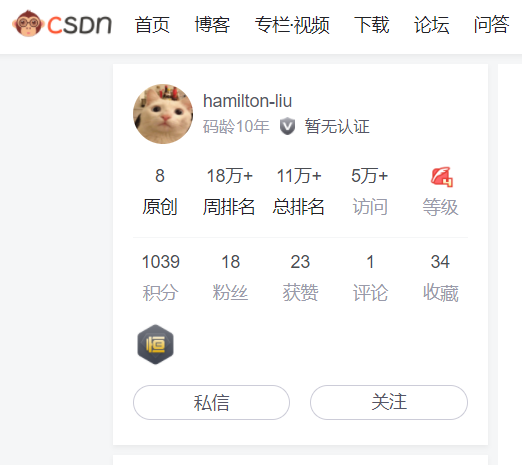 CSDN 首页 博客 专栏·视频 下载 论坛 问答
hamilton-liu
码龄10年 暂无认证
8 18万+ 11万+ 5万+ 4
原创 周排名 总排名 访问 等级
1039 18 23 1 34
积分 粉丝 获赞 评论 收藏
恒
私信 关注